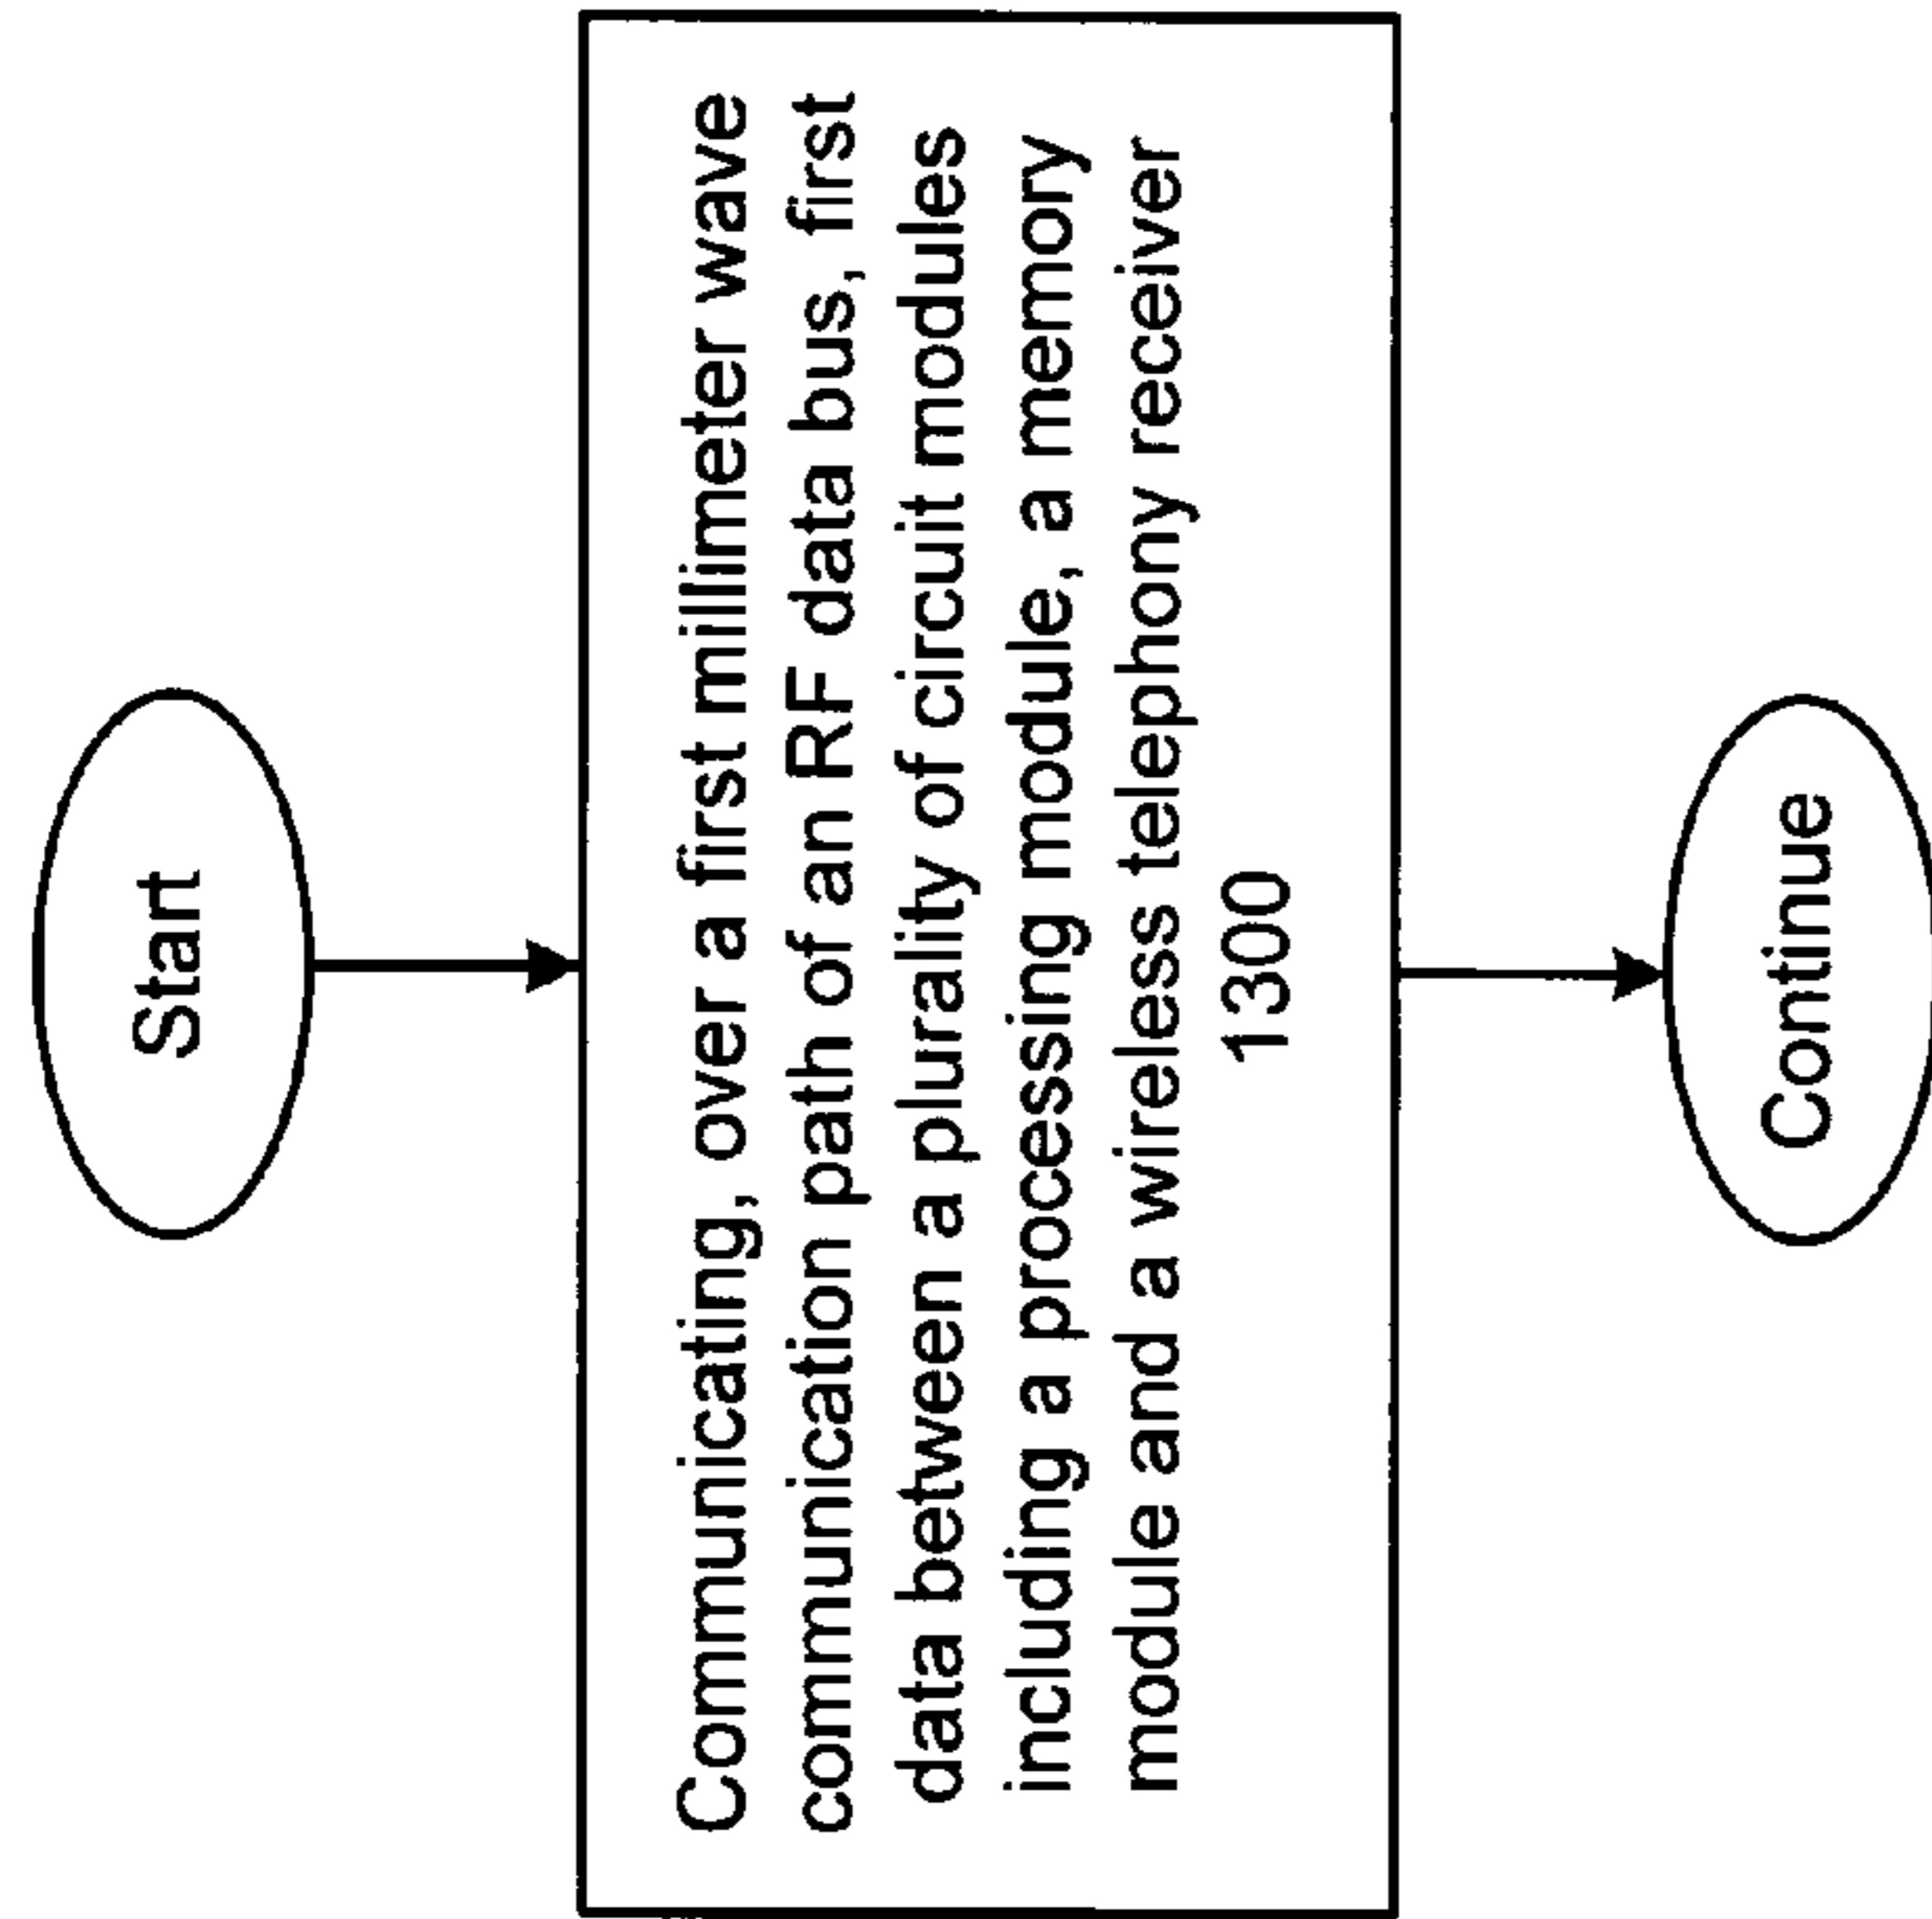 Start
Communicating, over a first millimeter wave
communication path of an RF data bus, first
data between a plurality of circuit modules
including a processing module, a memory
module and a wireless telephony receiver
1300
Continue